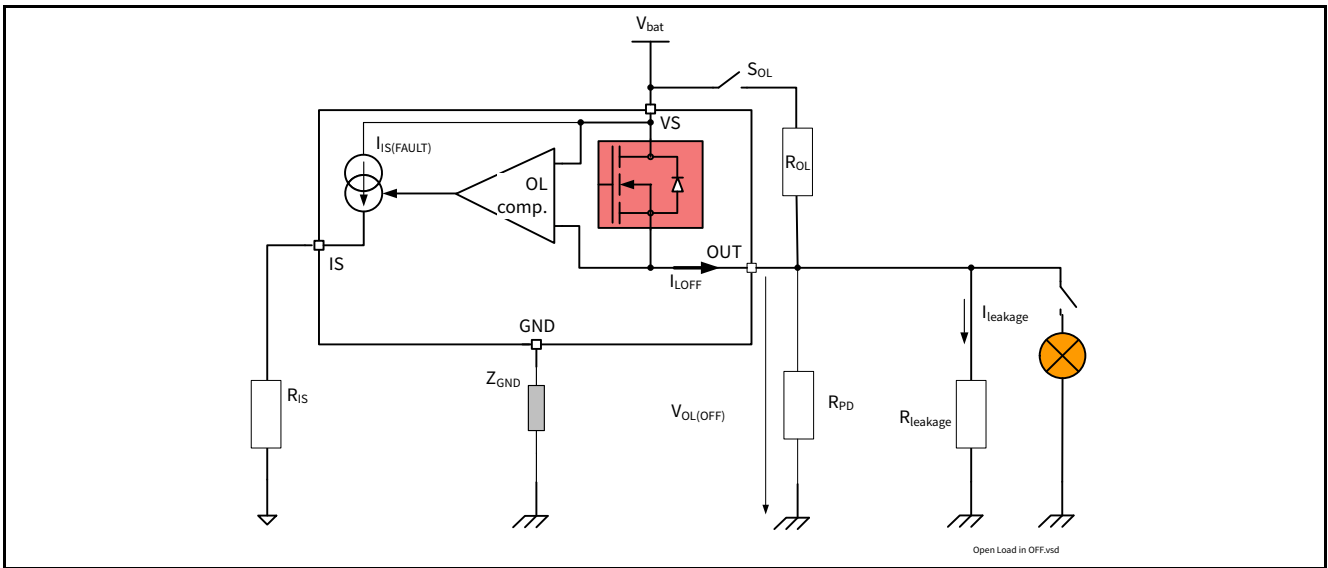 Vbat
SOL
VS
IIS(FAULT)
ROL
OL
comp.
OUT
IS
ILOFF
Ileakage
GND
ZGND
RIS
VOL(OFF)
RPD
Rleakage
Open Load in OFF.vsd